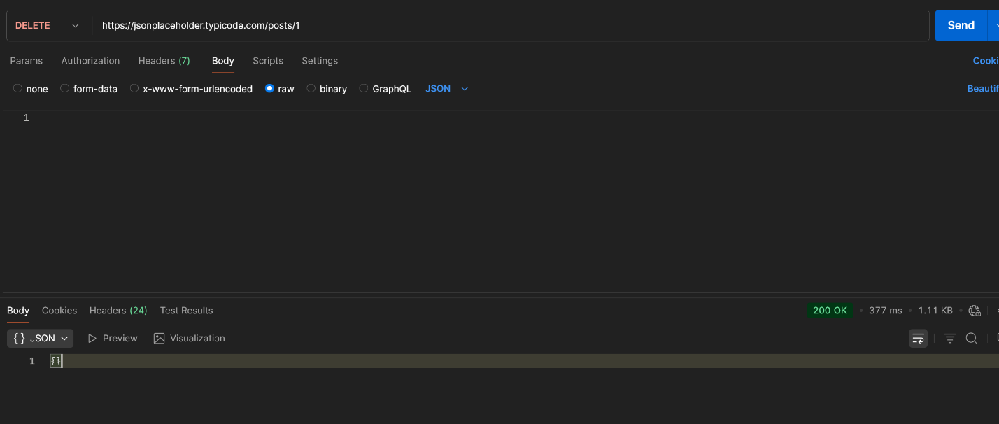 DELETE https://jsonplaceholder.typicode.com/posts/1 Send
Params Authorization Headers (7) Body Scripts Settings Cooki
none form-data x-www-form-urlencoded raw binary GraphQL JSON Beautif
1
Body Cookies Headers (24) Test Results 200 OK • 377 ms • 1.11 KB •
{} JSON Preview Visualization
1 {}